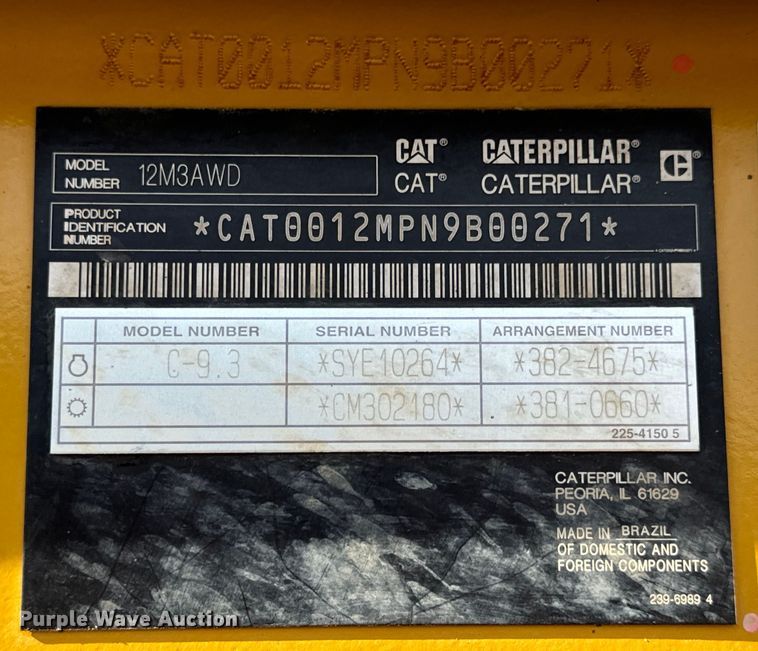 *CAT0012MPN9B00271*
MODEL NUMBER 12M3AWD
CAT® CATERPILLAR®
CAT® CATERPILLAR® C®
PRODUCT IDENTIFICATION NUMBER *CAT0012MPN9B00271*
MODEL NUMBER SERIAL NUMBER ARRANGEMENT NUMBER
C-9.3 *SYE10264* *382-4675*
*CM302180* *381-0660*
225-4150 5
CATERPILLAR INC.
PEORIA, IL 61629
USA
MADE IN BRAZIL
OF DOMESTIC AND
FOREIGN COMPONENTS
239-6989 4
Purple Wave Auction